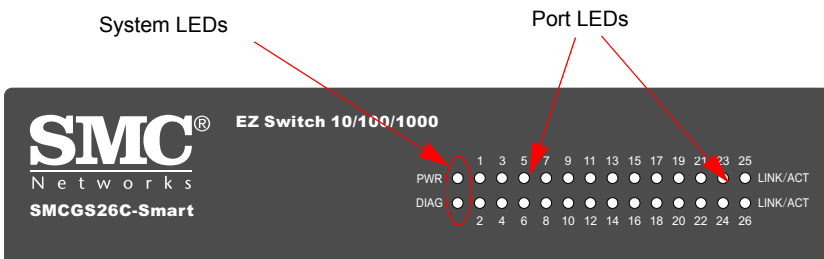 System LEDs
Port LEDs
SMC®
Networks
SMCGS26C-Smart
EZ Switch 10/100/1000
1 3 5 7 9 11 13 15 17 19 21 23 25
PWR LINK/ACT
DIAG LINK/ACT
2 4 6 8 10 12 14 16 18 20 22 24 26